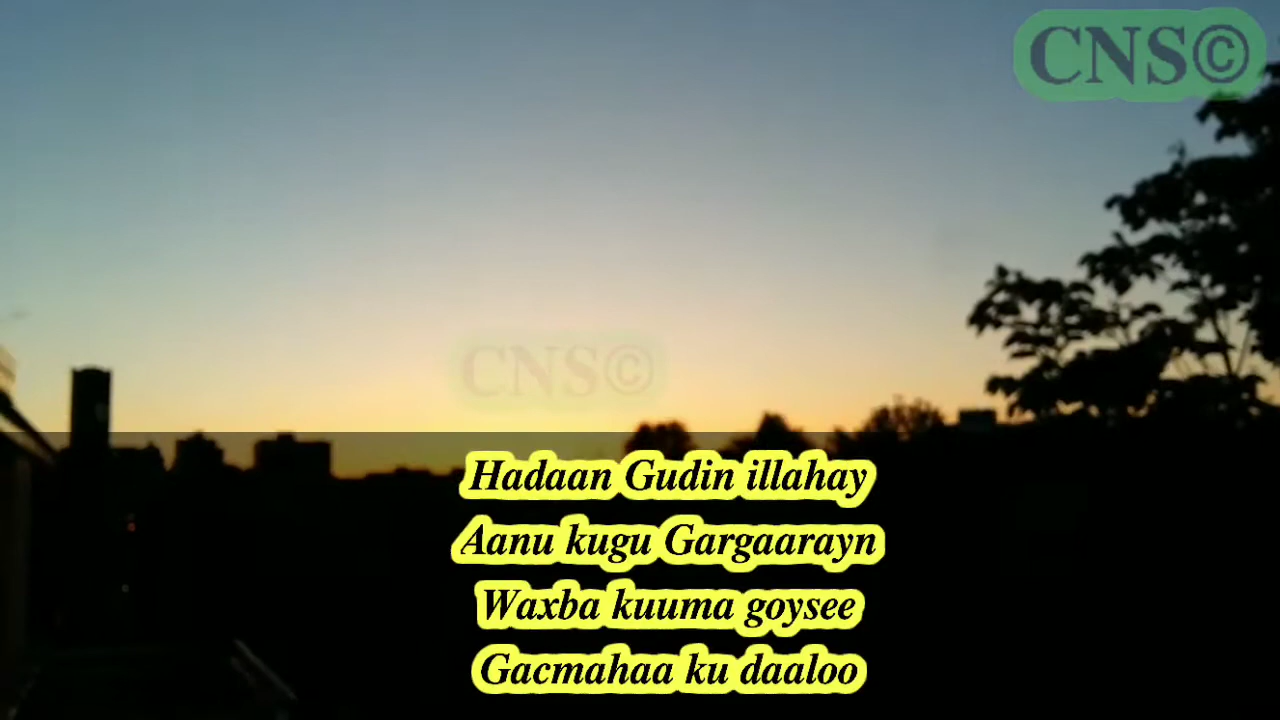 CNS©
CNS©
Hadaan Gudin illahay
Aanu kugu Gargaarayn
Waxba kuuma goysee
Gacmahaa ku daaloo